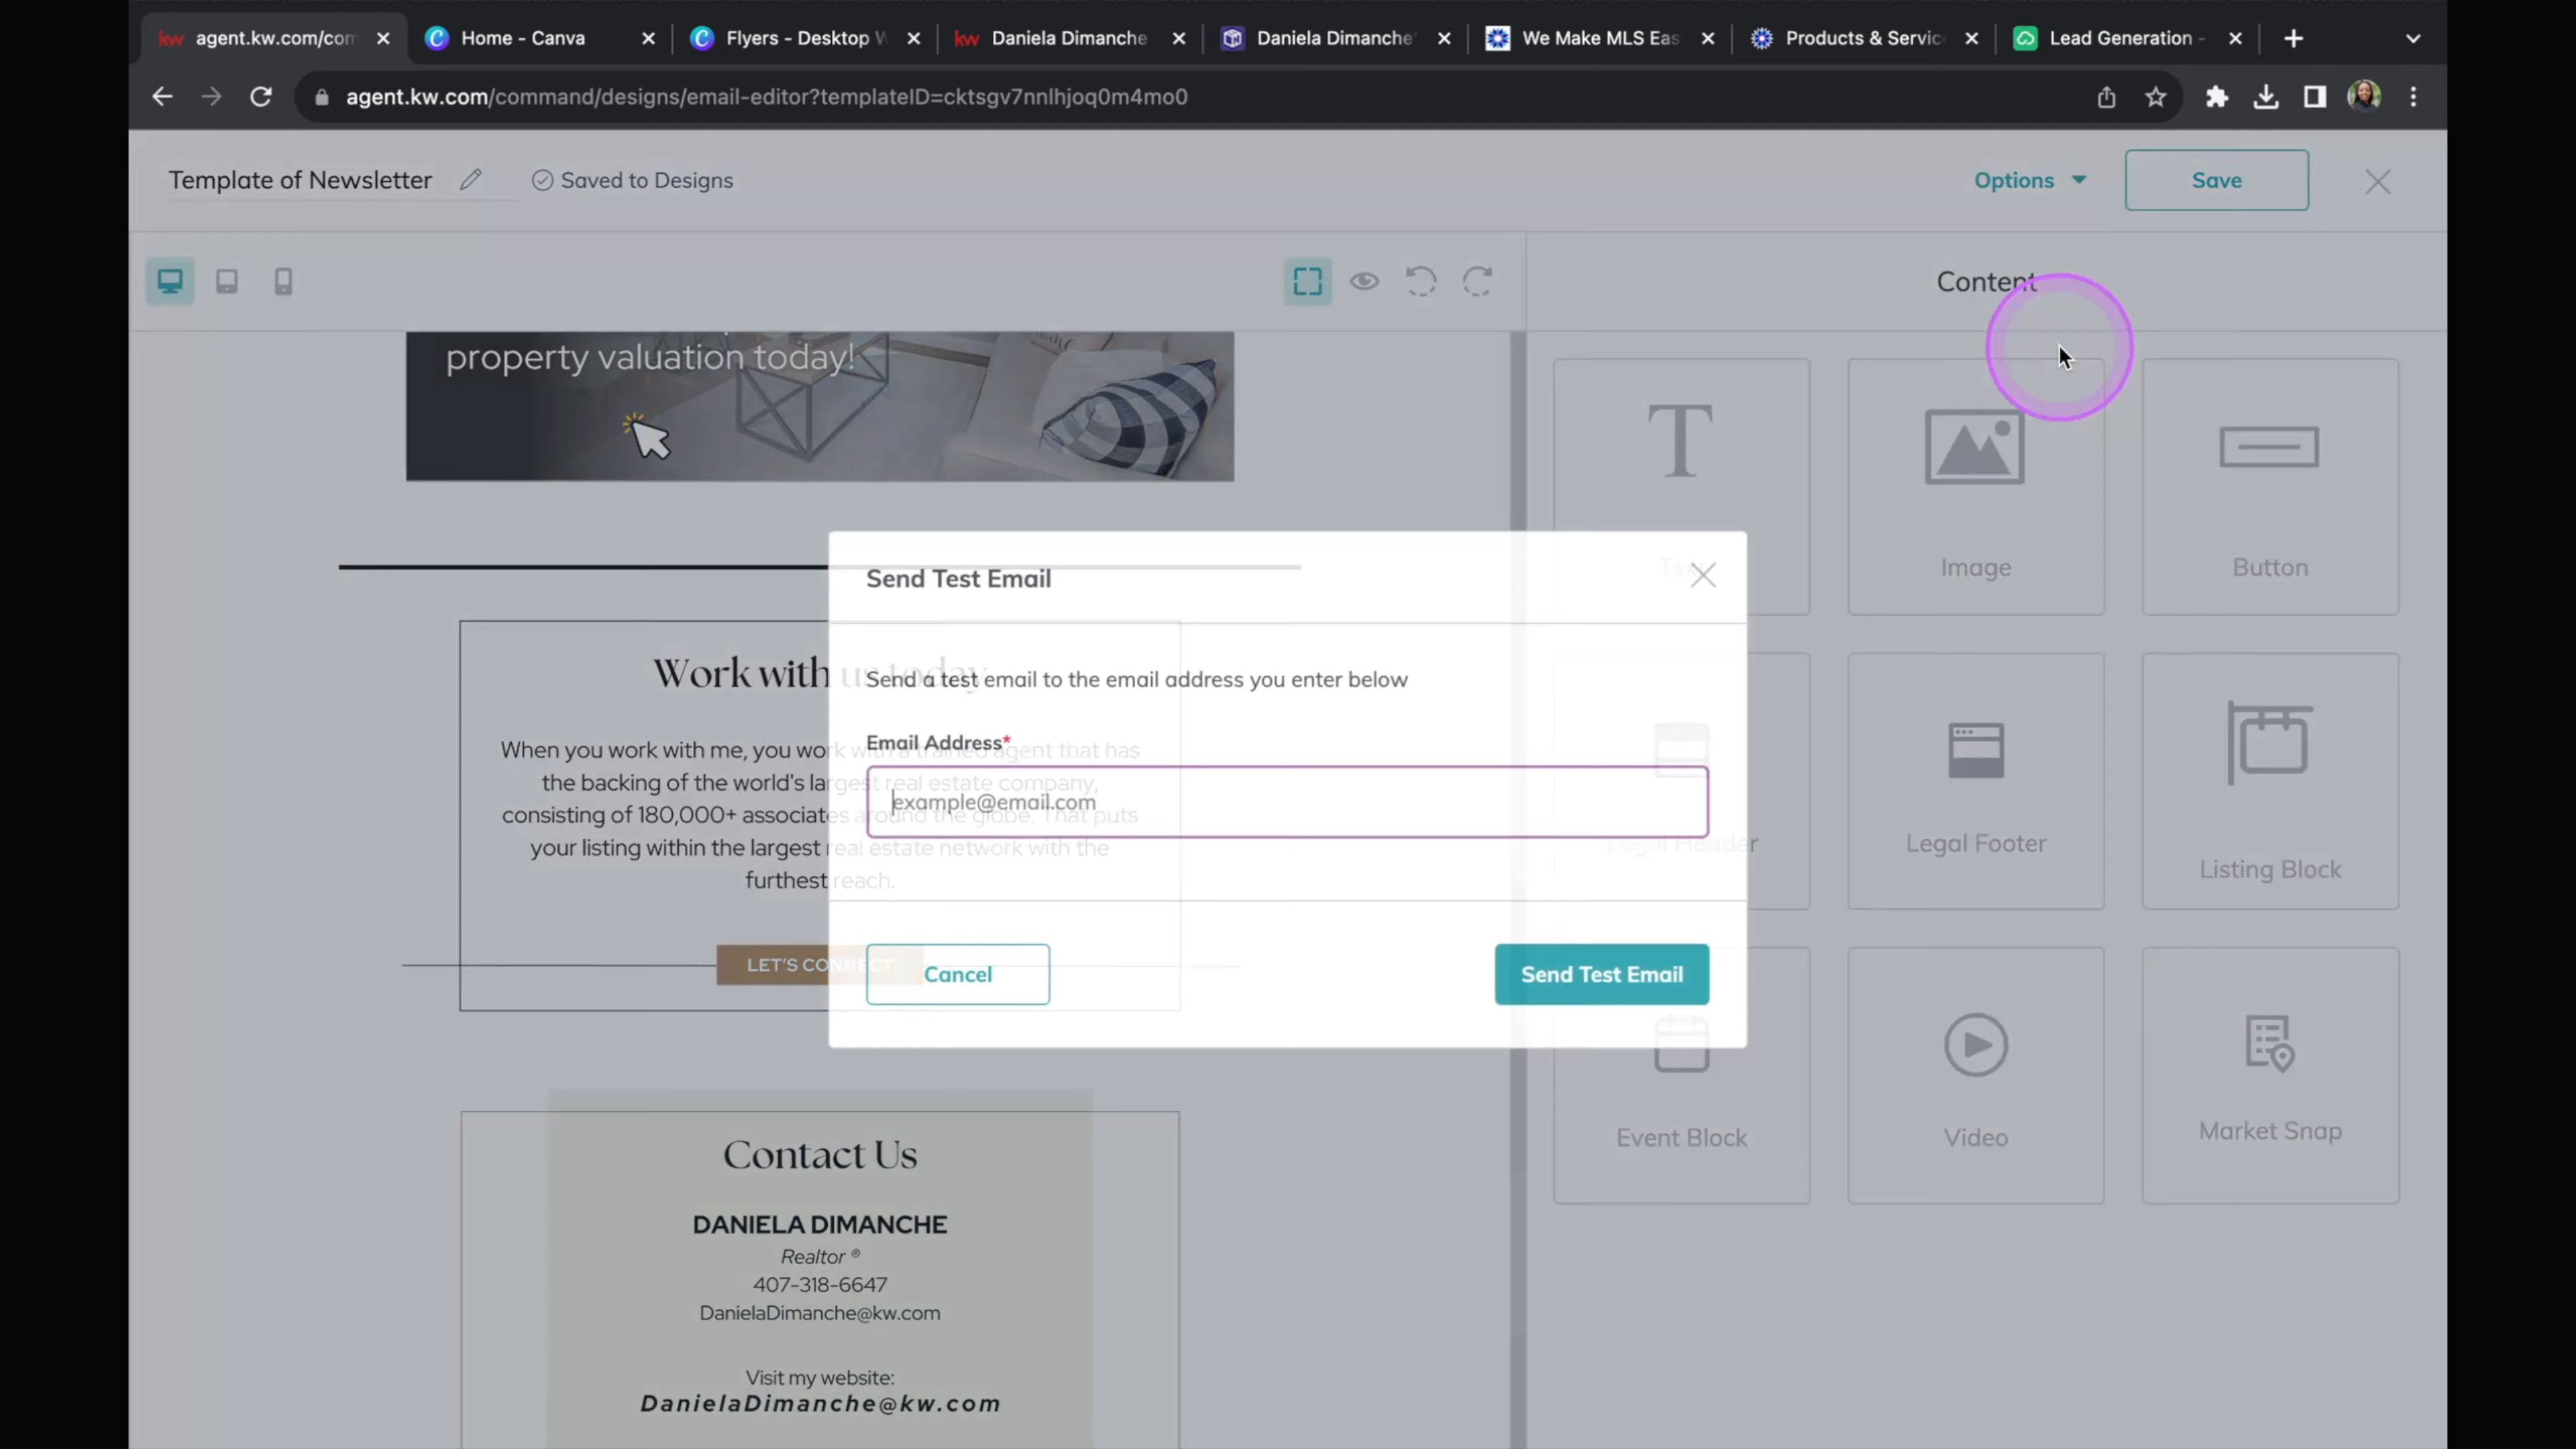 kw agent.kw.com/com
Home - Canva
Flyers - Desktop W
kw Daniela Dimanche
Daniela Dimanche'
We Make MLS Eas
Products & Servic
Lead Generation -
agent.kw.com/command/designs/email-editor?templateID=cktsgv7nnlhjoq0m4mo0
Template of Newsletter
Saved to Designs
Options
Save
Content
property valuation today!
T
Image
Button
Send Test Email
Work with us today
Send a test email to the email address you enter below
Email Address*
example@email.com
When you work with me, you work with a trained agent that has
the backing of the world's largest real estate company,
consisting of 180,000+ associates around the globe. That puts
your listing within the largest real estate network with the
furthest reach.
LET'S CONNECT
Cancel
Send Test Email
Legal Header
Legal Footer
Listing Block
Event Block
Video
Market Snap
Contact Us
DANIELA DIMANCHE
Realtor ®
407-318-6647
DanielaDimanche@kw.com
Visit my website:
DanielaDimanche@kw.com